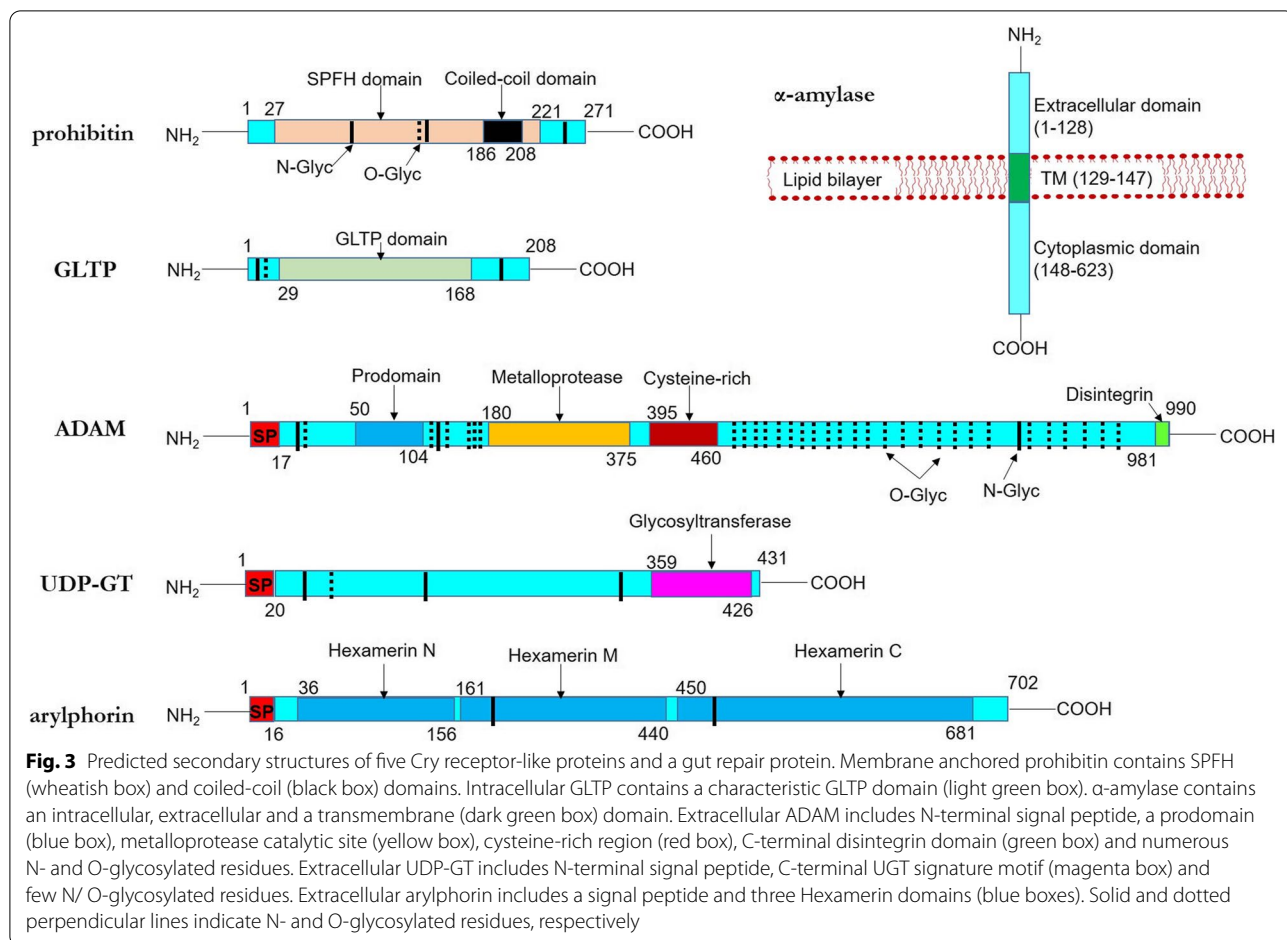 SPFH domain
Coiled-coil domain
1 27 221 271
prohibitin NH2 COOH
N-Glyc O-Glyc 186 208
NH2
α-amylase
Extracellular domain
(1-128)
Lipid bilayer TM (129-147)
Cytoplasmic domain
(148-623)
COOH
GLTP domain
1 208
GLTP NH2 COOH
29 168
Prodomain Metalloprotease Cysteine-rich Disintegrin
1 50 180 395 990
ADAM NH2 SP COOH
17 104 375 460 981
O-Glyc N-Glyc
Glycosyltransferase
1 359 431
UDP-GT NH2 SP COOH
20 426
Hexamerin N Hexamerin M Hexamerin C
1 36 161 450 702
arylphorin NH2 SP COOH
16 156 440 681
Fig. 3 Predicted secondary structures of five Cry receptor-like proteins and a gut repair protein. Membrane anchored prohibitin contains SPFH
(wheatish box) and coiled-coil (black box) domains. Intracellular GLTP contains a characteristic GLTP domain (light green box). α-amylase contains
an intracellular, extracellular and a transmembrane (dark green box) domain. Extracellular ADAM includes N-terminal signal peptide, a prodomain
(blue box), metalloprotease catalytic site (yellow box), cysteine-rich region (red box), C-terminal disintegrin domain (green box) and numerous
N- and O-glycosylated residues. Extracellular UDP-GT includes N-terminal signal peptide, C-terminal UGT signature motif (magenta box) and
few N/ O-glycosylated residues. Extracellular arylphorin includes a signal peptide and three Hexamerin domains (blue boxes). Solid and dotted
perpendicular lines indicate N- and O-glycosylated residues, respectively